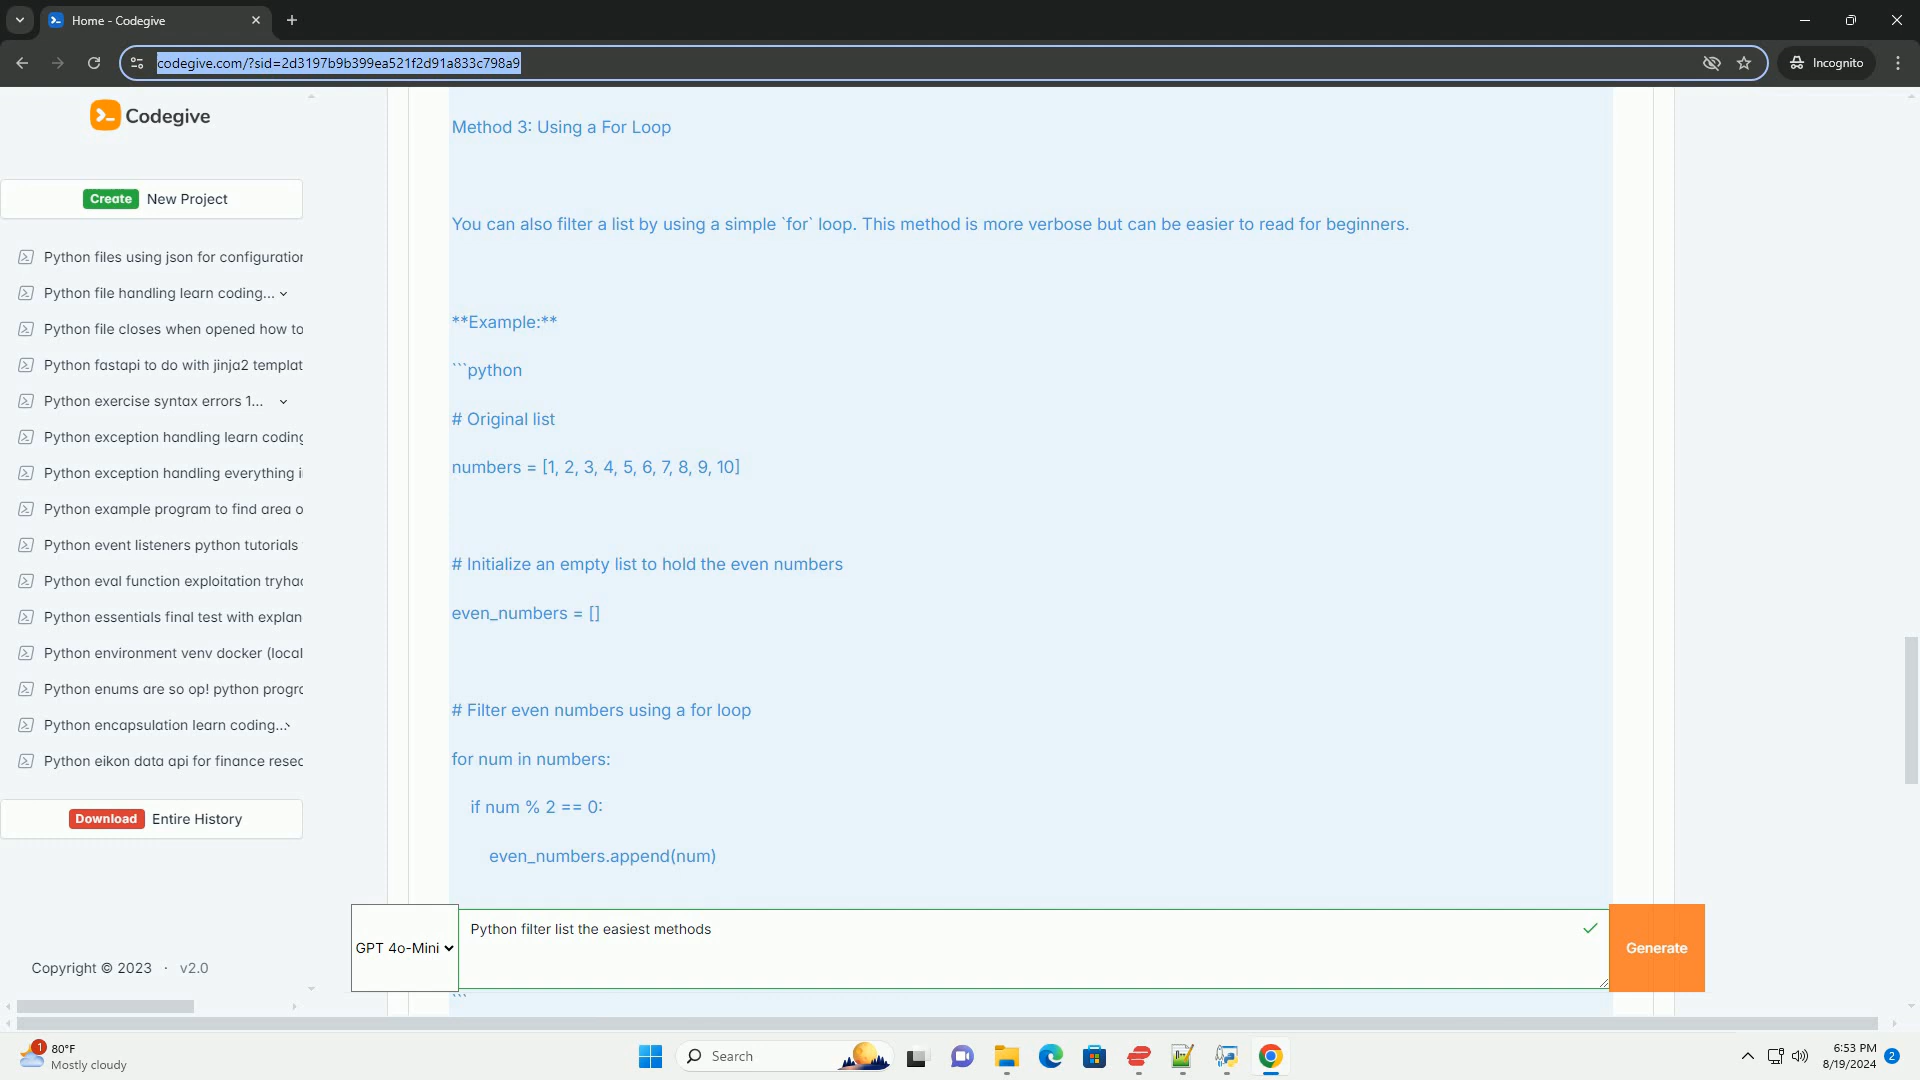 Home - Codegive
codegive.com/?sid=2d3197b9b399ea521f2d91a833c798a9
Incognito
Codegive
Create New Project
Python files using json for configuration
Python file handling learn coding...
Python file closes when opened how to
Python fastapi to do with jinja2 templat
Python exercise syntax errors 1...
Python exception handling learn coding
Python exception handling everything i
Python example program to find area o
Python event listeners python tutorials
Python eval function exploitation tryhac
Python essentials final test with explan
Python environment venv docker (local
Python enums are so op! python progra
Python encapsulation learn coding...
Python eikon data api for finance resea
Download Entire History
Copyright © 2023 · v2.0
Method 3: Using a For Loop
You can also filter a list by using a simple `for` loop. This method is more verbose but can be easier to read for beginners.
**Example:**
```python
# Original list
numbers = [1, 2, 3, 4, 5, 6, 7, 8, 9, 10]
# Initialize an empty list to hold the even numbers
even_numbers = []
# Filter even numbers using a for loop
for num in numbers:
if num % 2 == 0:
even_numbers.append(num)
GPT 4o-Mini
Python filter list the easiest methods
Generate
```
1
80°F
Mostly cloudy
Search
6:53 PM
8/19/2024
2